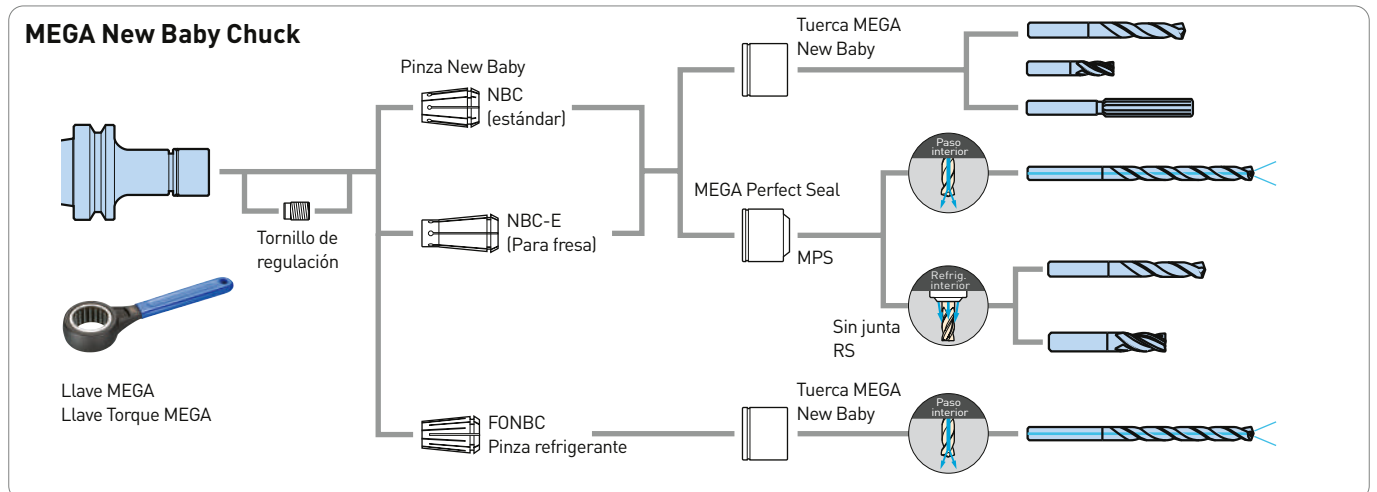 MEGA New Baby Chuck
Tornillo de
regulación
Llave MEGA
Llave Torque MEGA
Pinza New Baby
NBC
(estándar)
NBC-E
(Para fresa)
FONBC
Pinza refrigerante
Tuerca MEGA
New Baby
MEGA Perfect Seal
MPS
Paso
interior
Refrig.
interior
Sin junta
RS
Tuerca MEGA
New Baby
Paso
interior